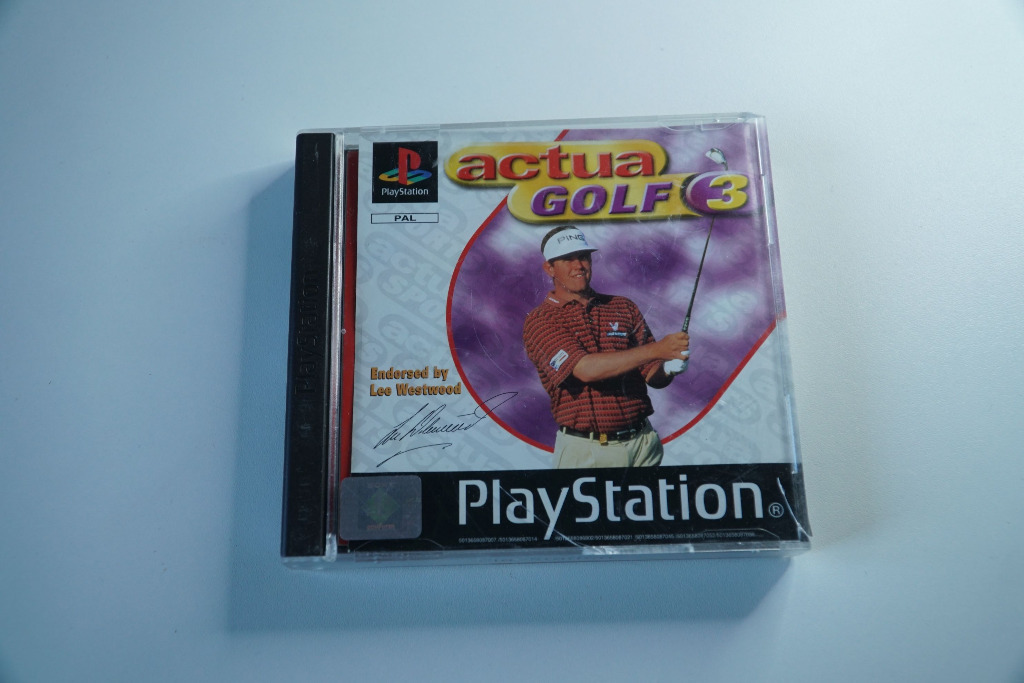 PlayStation
PAL
actua
GOLF 3
PING
Endorsed by
Lee Westwood
PlayStation®
PlayStation